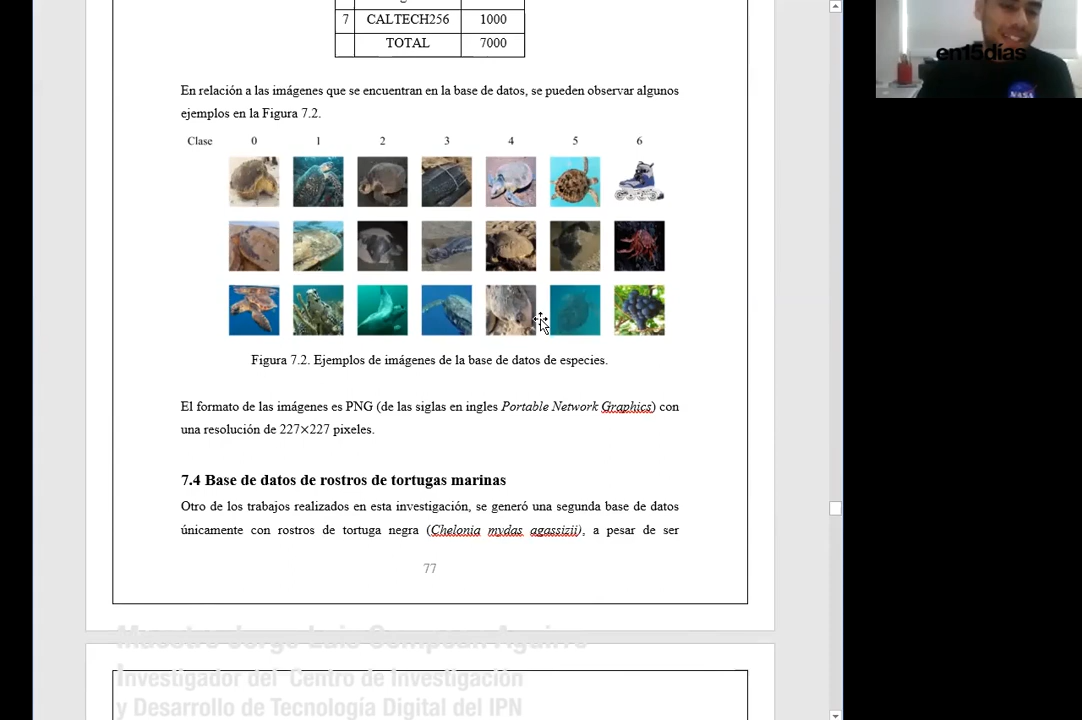 7 CALTECH256 1000
TOTAL 7000
en15días
NASA
En relación a las imágenes que se encuentran en la base de datos, se pueden observar algunos
ejemplos en la Figura 7.2.
Clase 0 1 2 3 4 5 6
Figura 7.2. Ejemplos de imágenes de la base de datos de especies.
El formato de las imágenes es PNG (de las siglas en ingles Portable Network Graphics) con
una resolución de 227×227 pixeles.
7.4 Base de datos de rostros de tortugas marinas
Otro de los trabajos realizados en esta investigación, se generó una segunda base de datos
únicamente con rostros de tortuga negra (Chelonia mydas agassizii), a pesar de ser
77
Maestro Jorge Luis Compean Aguirre
Investigador del Centro de Investigación
y Desarrollo de Tecnología Digital del IPN